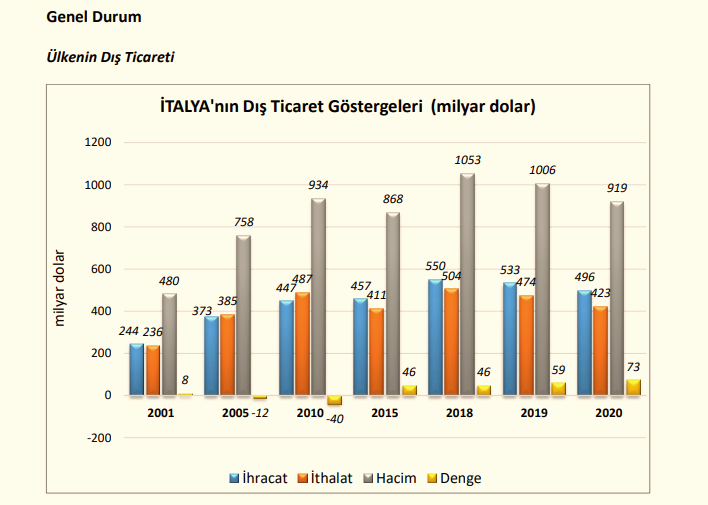 Genel Durum
Ülkenin Dış Ticareti
İTALYA'nın Dış Ticaret Göstergeleri (milyar dolar)
milyar dolar
1200
1000
800
600
400
200
0
-200
244 236 480 8
373 385 758 -12
447 487 934 -40
457 411 868 46
550 504 1053 46
533 474 1006 59
496 423 919 73
2001 2005 2010 2015 2018 2019 2020
İhracat İthalat Hacim Denge